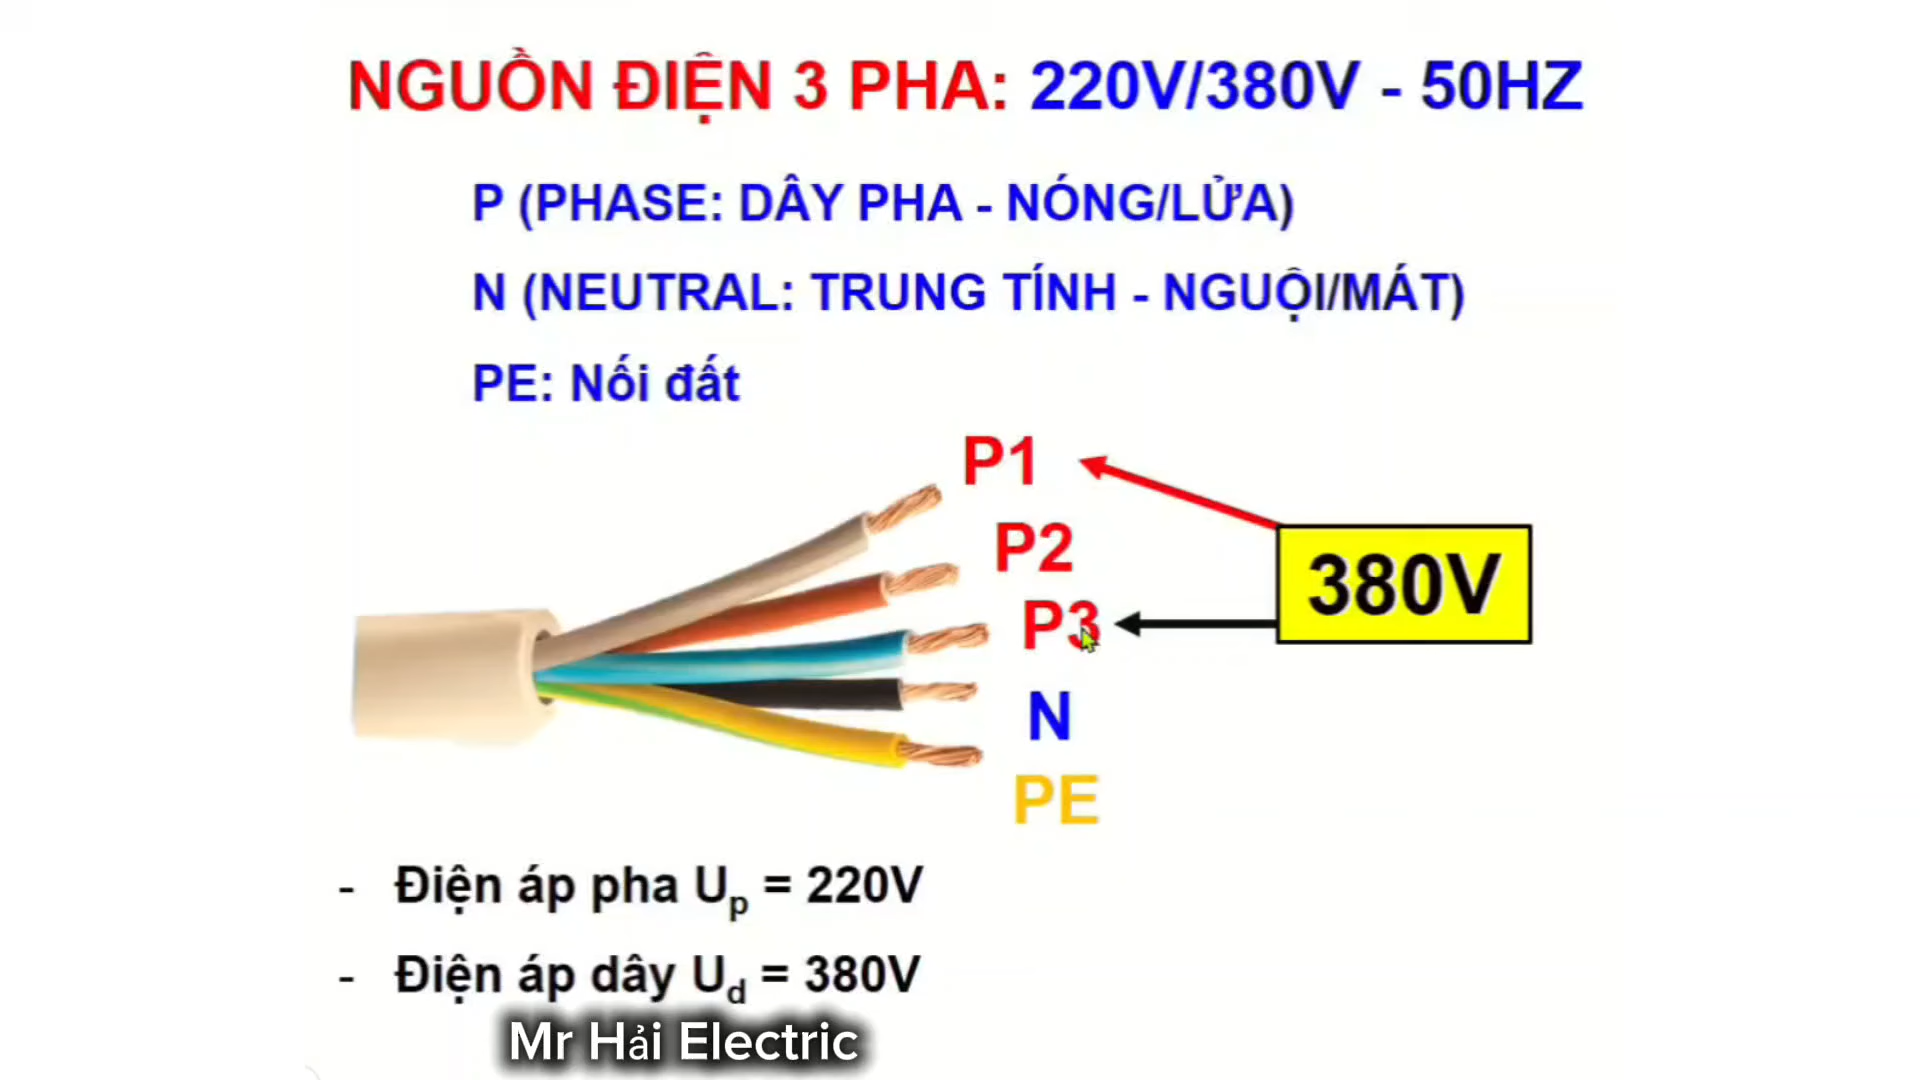 NGUỒN ĐIỆN 3 PHA: 220V/380V - 50HZ
P (PHASE: DÂY PHA - NÓNG/LỬA)
N (NEUTRAL: TRUNG TÍNH - NGUỘI/MÁT)
PE: Nối đất
P1
P2
380V
P3
N
PE
- Điện áp pha Up = 220V
- Điện áp dây Ud = 380V
Mr Hải Electric